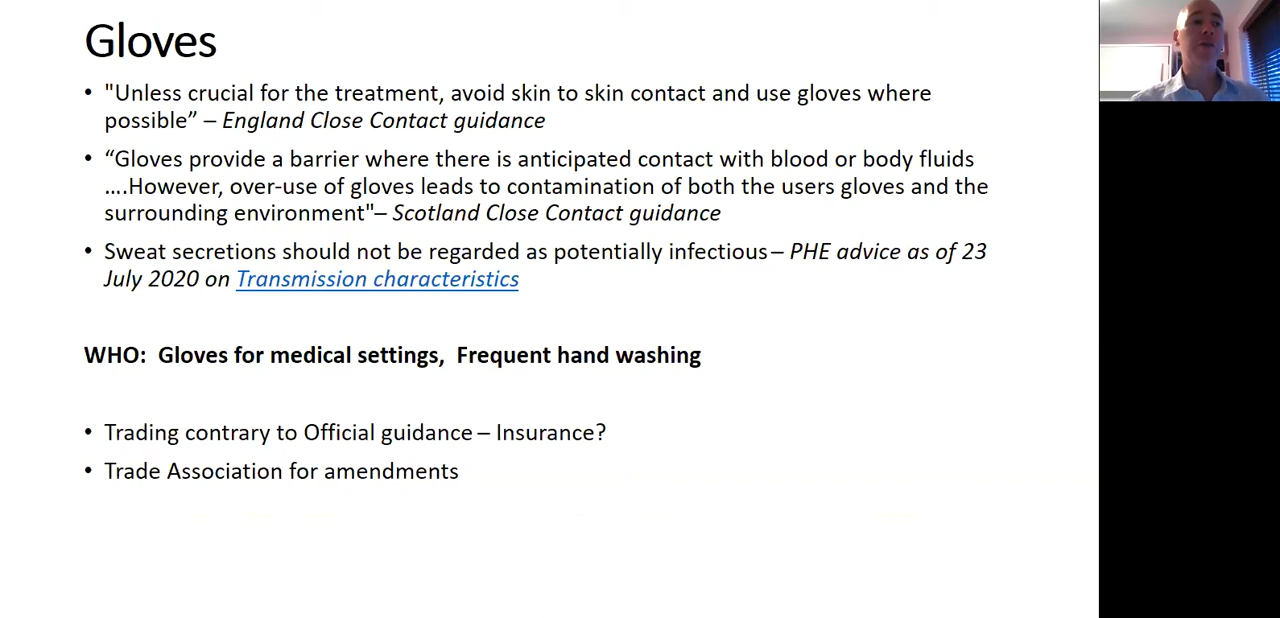 Gloves
• "Unless crucial for the treatment, avoid skin to skin contact and use gloves where
possible” – England Close Contact guidance
• “Gloves provide a barrier where there is anticipated contact with blood or body fluids
….However, over-use of gloves leads to contamination of both the users gloves and the
surrounding environment"– Scotland Close Contact guidance
• Sweat secretions should not be regarded as potentially infectious – PHE advice as of 23
July 2020 on Transmission characteristics
WHO:  Gloves for medical settings,  Frequent hand washing
• Trading contrary to Official guidance – Insurance?
• Trade Association for amendments